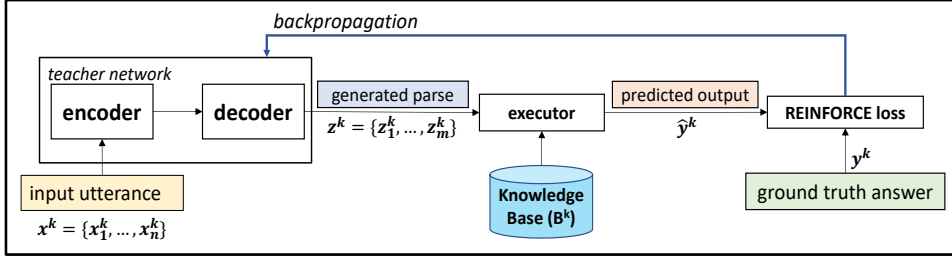 backpropagation
teacher network
encoder
decoder
generated parse
z^k = {z_1^k, ..., z_m^k}
executor
predicted output
ŷ^k
REINFORCE loss
y^k
input utterance
x^k = {x_1^k, ..., x_n^k}
Knowledge
Base (B^k)
ground truth answer